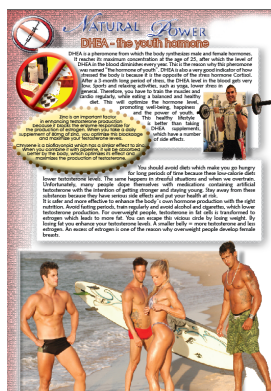 NATURAL POWER
DHEA - the youth hormone
DHEA is a pheromone from which the body synthesizes male and female hormones.
It reaches its maximum concentration at the age of 25, after which the level of
DHEA in the blood diminishes every year. This is the reason why this pheromone
was named "the hormone of youth". DHEA is also a very good indicator of how
stressed the body is because it is the opposite of the stress hormone Cortisol.
After a 3-month long period of stress, the DHEA level in the blood gets very
low. Sports and relaxing activities, such as yoga, lower stress in
general. Therefore, you have to train the muscles and
cardio regularly, while eating a balanced and healthy
diet. This will optimize the hormone level,
promoting well-being, happiness
and the power of youth.
This healthy lifestyle
is better than taking
DHEA supplements,
which have a number
of side effects.
Zinc is an important factor
in enhancing testosterone production
because it blocks the enzyme responsible for
the production of estrogen. When you take a daily
supplement of 50mg of zinc, you optimize this blockage
and maximize your testosterone levels.
Chrysine is a bioflavonoid which has a similar effect to zinc.
When you combine it with piperine, it will be absorbed
better by the body, which optimizes its effect and
maximizes the production of testosterone.
You should avoid diets which make you go hungry
for long periods of time because these low-calorie diets
lower testosterone levels. The same happens in stressful situations and when we overtrain.
Unfortunately, many people dope themselves with medications containing artificial
testosterone with the intention of getting stronger and staying young. Stay away from these
substances because they have serious side effects and put your health at risk.
It is safer and more effective to enhance the body's own hormone production with the right
nutrition. Avoid fasting periods, train regularly and avoid alcohol and cigarettes, which lower
testosterone production. For overweight people, testosterone in fat cells is transformed to
estrogen which leads to more fat. You can escape this vicious circle by losing weight. By
losing fat you enhance your testosterone levels. A smaller belly = more testosterone and less
estrogen. An excess of estrogen is one of the reason why overweight people develop female
breasts.